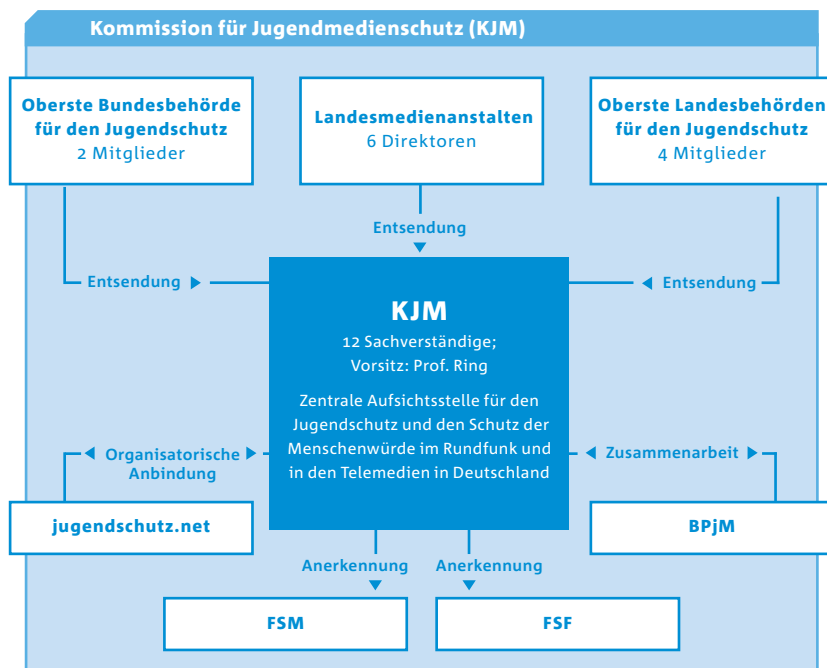 Kommission für Jugendmedienschutz (KJM)
Oberste Bundesbehörde
für den Jugendschutz
2 Mitglieder
Landesmedienanstalten
6 Direktoren
Oberste Landesbehörden
für den Jugendschutz
4 Mitglieder
Entsendung
Entsendung
Entsendung
KJM
12 Sachverständige;
Vorsitz: Prof. Ring
Zentrale Aufsichtsstelle für den
Jugendschutz und den Schutz der
Menschenwürde im Rundfunk und
in den Telemedien in Deutschland
Organisatorische
Anbindung
Zusammenarbeit
jugendschutz.net
BPjM
Anerkennung
Anerkennung
FSM
FSF